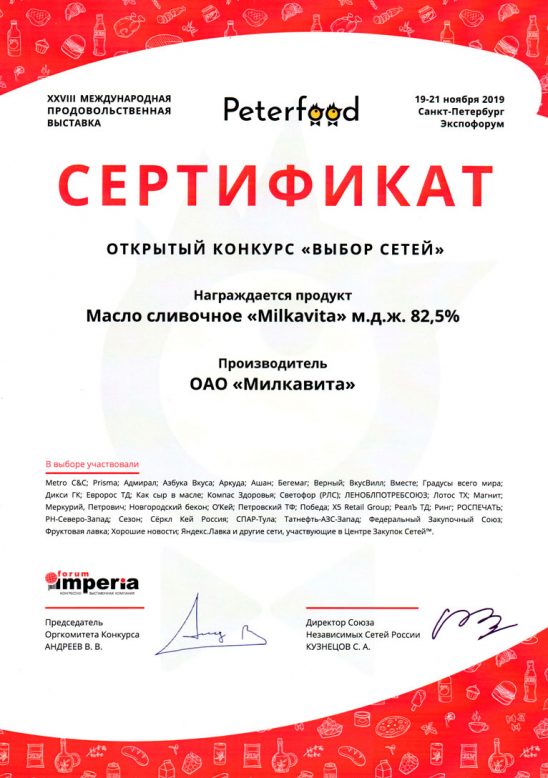 XXVIII МЕЖДУНАРОДНАЯ
ПРОДОВОЛЬСТВЕННАЯ
ВЫСТАВКА
Peterfood
19-21 ноября 2019
Санкт-Петербург
Экспофорум
СЕРТИФИКАТ
ОТКРЫТЫЙ КОНКУРС «ВЫБОР СЕТЕЙ»
Награждается продукт
Масло сливочное «Milkavita» м.д.ж. 82,5%
Производитель
ОАО «Милкавита»
В выборе участвовали
Metro C&C; Prisma; Адмирал; Азбука Вкуса; Аркуда; Ашан; Бегемаг; Верный; ВкусВилл; Вместе; Градусы всего мира;
Дикси ГК; Евророс ТД; Как сыр в масле; Компас Здоровья; Светофор (РЛС); ЛЕНОБЛПОТРЕБСОЮЗ; Лотос ТХ; Магнит;
Меркурий, Петрович; Новгородский бекон; О'Кей; Петровский ТФ; Победа; X5 Retail Group; РеалЪ ТД; Ринг; РОСПЕЧАТЬ;
РН-Северо-Запад; Сезон; Сёркл Кей Россия; СПАР-Тула; Татнефть-АЗС-Запад; Федеральный Закупочный Союз;
Фруктовая лавка; Хорошие новости; Яндекс.Лавка и другие сети, участвующие в Центре Закупок Сетей™.
forum
imperia
КОНГРЕССНО ВЫСТАВОЧНАЯ КОМПАНИЯ
Председатель
Оргкомитета Конкурса
АНДРЕЕВ В. В.
Директор Союза
Независимых Сетей России
КУЗНЕЦОВ С. А.